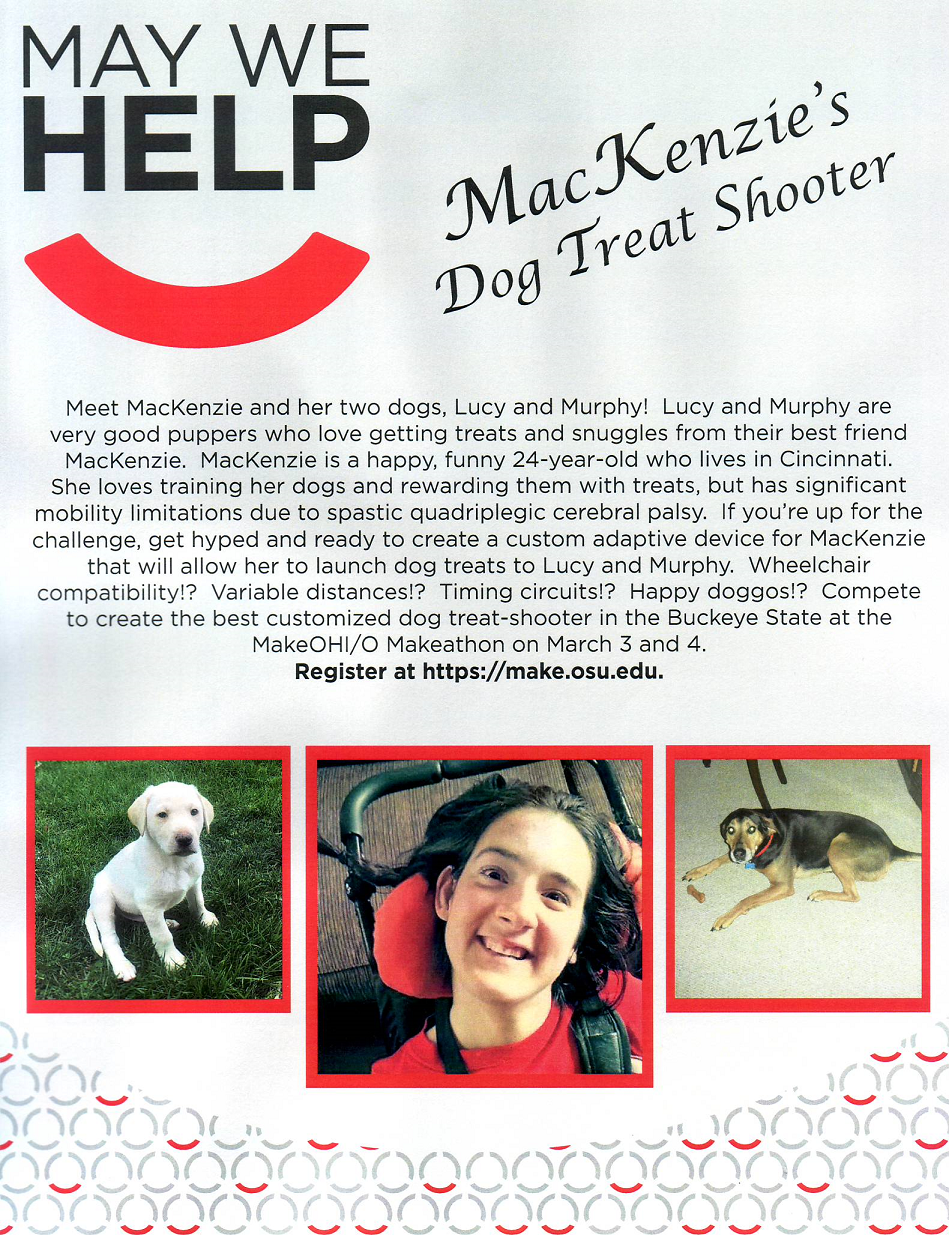 MAY WE
HELP
MacKenzie's
Dog Treat Shooter
Meet MacKenzie and her two dogs, Lucy and Murphy!  Lucy and Murphy are
very good puppers who love getting treats and snuggles from their best friend
MacKenzie.  MacKenzie is a happy, funny 24-year-old who lives in Cincinnati.
She loves training her dogs and rewarding them with treats, but has significant
mobility limitations due to spastic quadriplegic cerebral palsy.  If you're up for the
challenge, get hyped and ready to create a custom adaptive device for MacKenzie
that will allow her to launch dog treats to Lucy and Murphy.  Wheelchair
compatibility!?  Variable distances!?  Timing circuits!?  Happy doggos!?  Compete
to create the best customized dog treat-shooter in the Buckeye State at the
MakeOHI/O Makeathon on March 3 and 4.
Register at https://make.osu.edu.